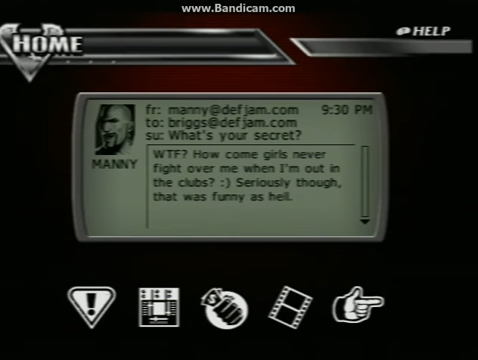 www.Bandicam.com
HOME
HELP
fr: manny@defjam.com 9:30 PM
to: briggs@defjam.com
su: What's your secret?
MANNY
WTF? How come girls never
fight over me when I'm out in
the clubs? :) Seriously though,
that was funny as hell.